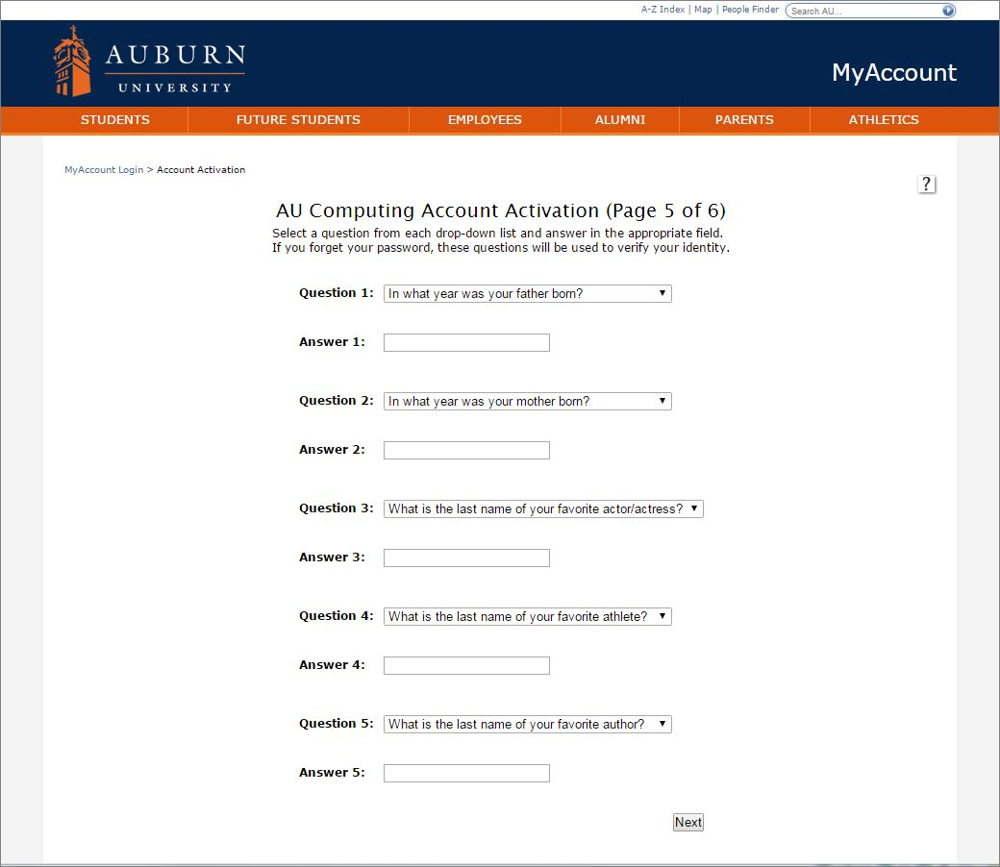 A-Z Index | Map | People Finder Search AU...
AUBURN
UNIVERSITY
MyAccount
STUDENTS FUTURE STUDENTS EMPLOYEES ALUMNI PARENTS ATHLETICS
MyAccount Login > Account Activation
?
AU Computing Account Activation (Page 5 of 6)
Select a question from each drop-down list and answer in the appropriate field.
If you forget your password, these questions will be used to verify your identity.
Question 1: In what year was your father born?
Answer 1:
Question 2: In what year was your mother born?
Answer 2:
Question 3: What is the last name of your favorite actor/actress?
Answer 3:
Question 4: What is the last name of your favorite athlete?
Answer 4:
Question 5: What is the last name of your favorite author?
Answer 5:
Next